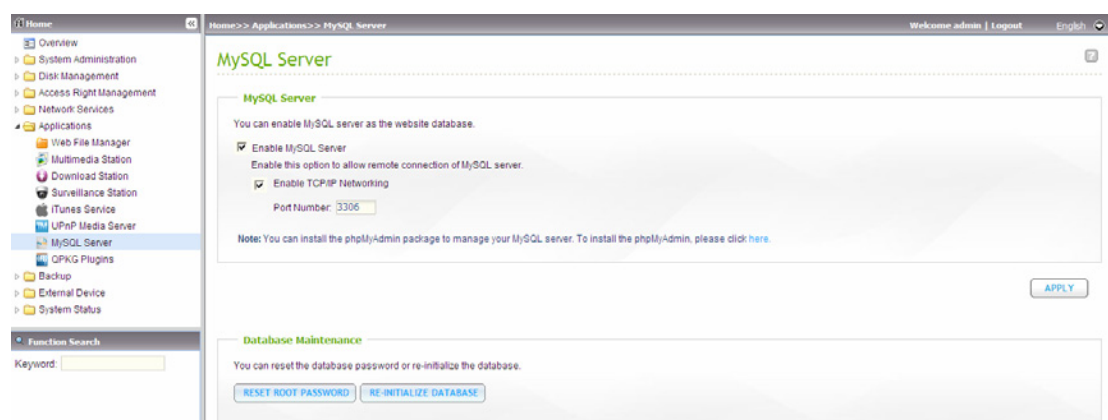 Home
Home>> Applications>> MySQL Server
Welcome admin | Logout
English
Overview
System Administration
Disk Management
Access Right Management
Network Services
Applications
Web File Manager
Multimedia Station
Download Station
Surveillance Station
iTunes Service
UPnP Media Server
MySQL Server
QPKG Plugins
Backup
External Device
System Status
Function Search
Keyword:
MySQL Server
MySQL Server
You can enable MySQL server as the website database.
Enable MySQL Server
Enable this option to allow remote connection of MySQL server.
Enable TCP/IP Networking
Port Number: 3306
Note: You can install the phpMyAdmin package to manage your MySQL server. To install the phpMyAdmin, please click here.
APPLY
Database Maintenance
You can reset the database password or re-initialize the database.
RESET ROOT PASSWORD
RE-INITIALIZE DATABASE